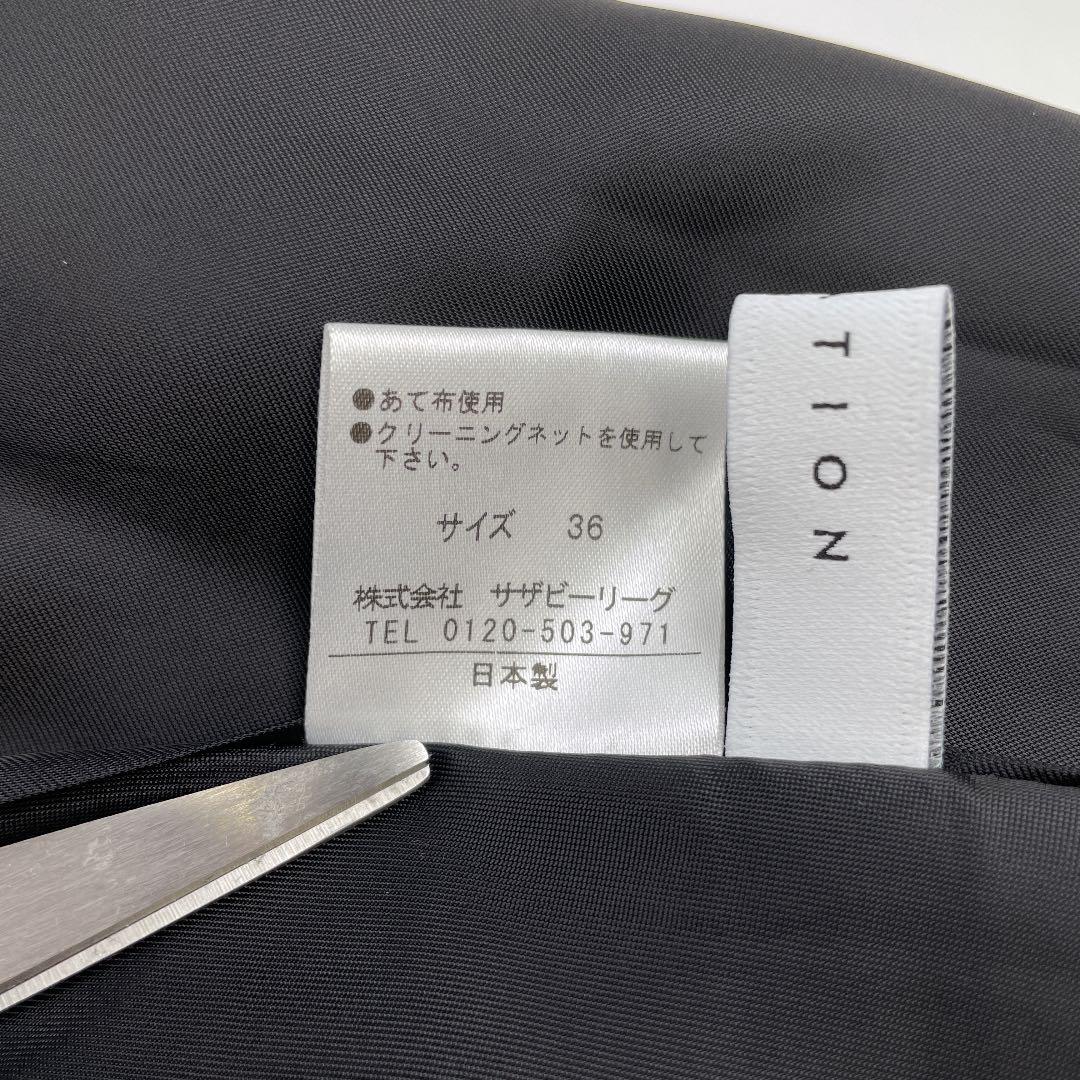 ●あて布使用
●クリーニングネットを使用して
下さい。
サイズ 36
株式会社 サザビーリーグ
TEL 0120-503-971
日本製
TION